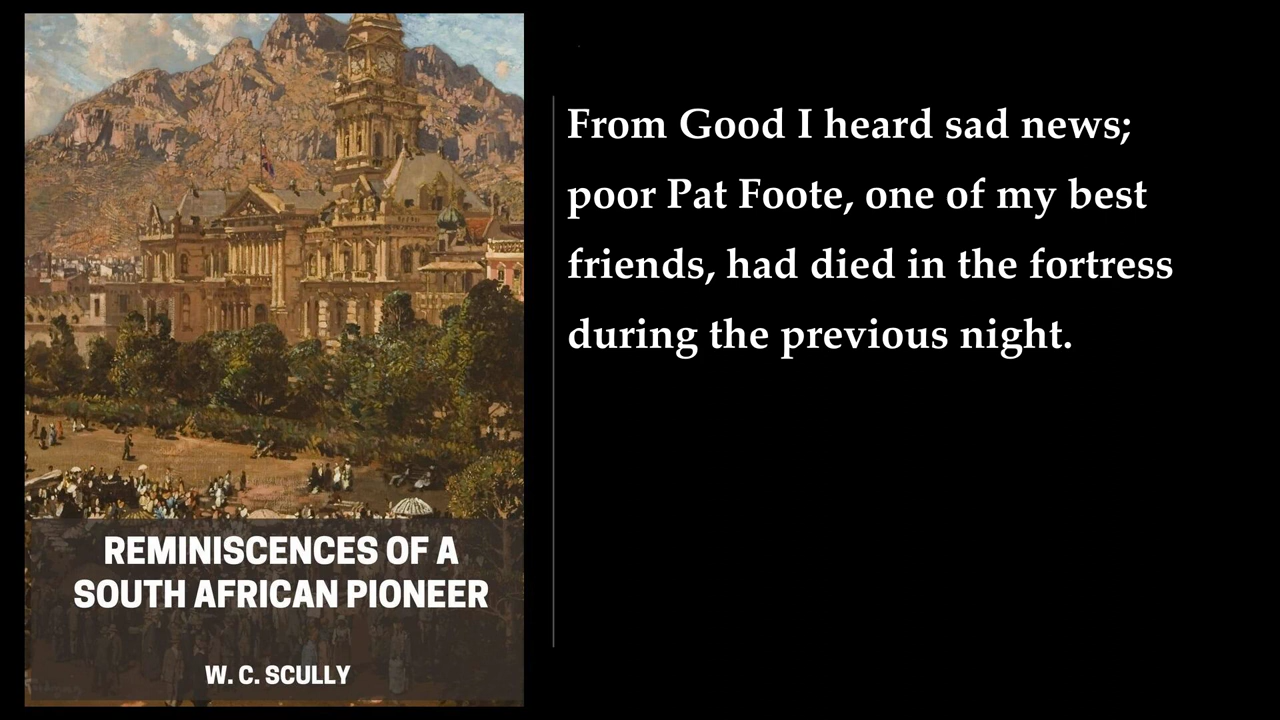 From Good I heard sad news;
poor Pat Foote, one of my best
friends, had died in the fortress
during the previous night.
REMINISCENCES OF A
SOUTH AFRICAN PIONEER
W. C. SCULLY